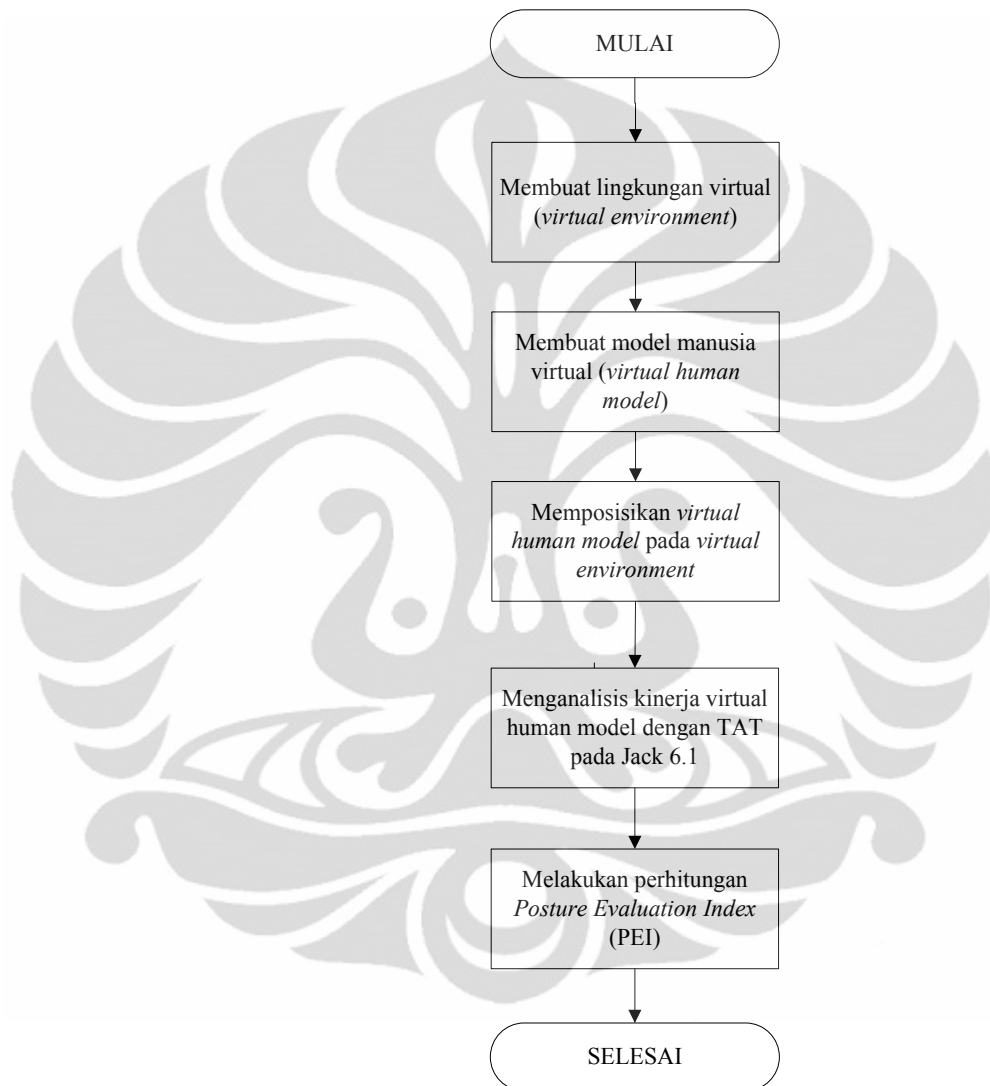 MULAI
Membuat lingkungan virtual
(virtual environment)
Membuat model manusia
virtual (virtual human
model)
Memposisikan virtual
human model pada virtual
environment
Menganalisis kinerja virtual
human model dengan TAT
pada Jack 6.1
Melakukan perhitungan
Posture Evaluation Index
(PEI)
SELESAI